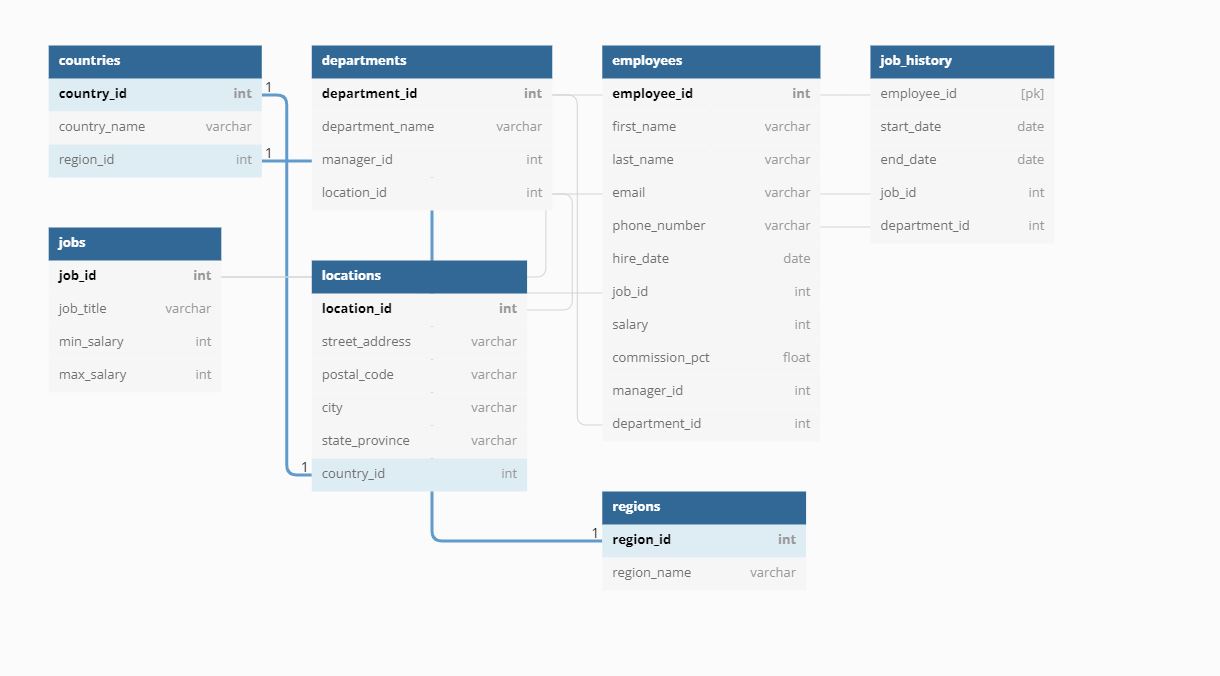 countries
country_id int
country_name varchar
region_id int
1
1
departments
department_id int
department_name varchar
manager_id int
location_id int
employees
employee_id int
first_name varchar
last_name varchar
email varchar
phone_number varchar
hire_date date
job_id int
salary int
commission_pct float
manager_id int
department_id int
job_history
employee_id [pk]
start_date date
end_date date
job_id int
department_id int
jobs
job_id int
job_title varchar
min_salary int
max_salary int
locations
location_id int
street_address varchar
postal_code varchar
city varchar
state_province varchar
1
country_id int
regions
1
region_id int
region_name varchar